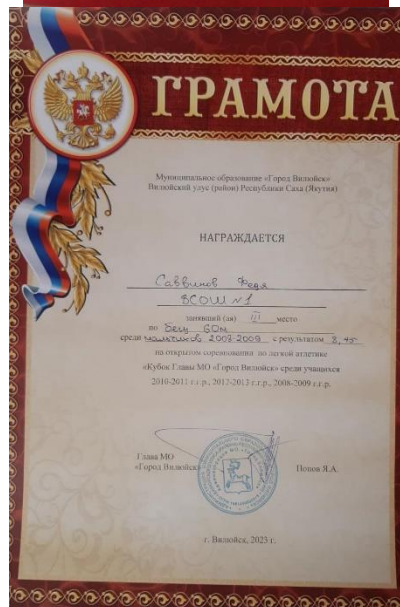 ГРАМОТА
Муниципальное образование «Город Вилюйск»
Вилюйский улус (район) Республики Саха (Якутия)
НАГРАЖДАЕТСЯ
Саввинов Федя
ВСОШ №1
занявший (ая) III место
по бегу 60м
среди мальчиков 2008-2009 с результатом 8,45
на открытом соревновании по легкой атлетике
«Кубок Главы МО «Город Вилюйск» среди учащихся
2010-2011 г.г.р., 2012-2013 г.г.р., 2008-2009 г.г.р.
Глава МО
«Город Вилюйск»
Попов Я.А.
г. Вилюйск, 2023 г.